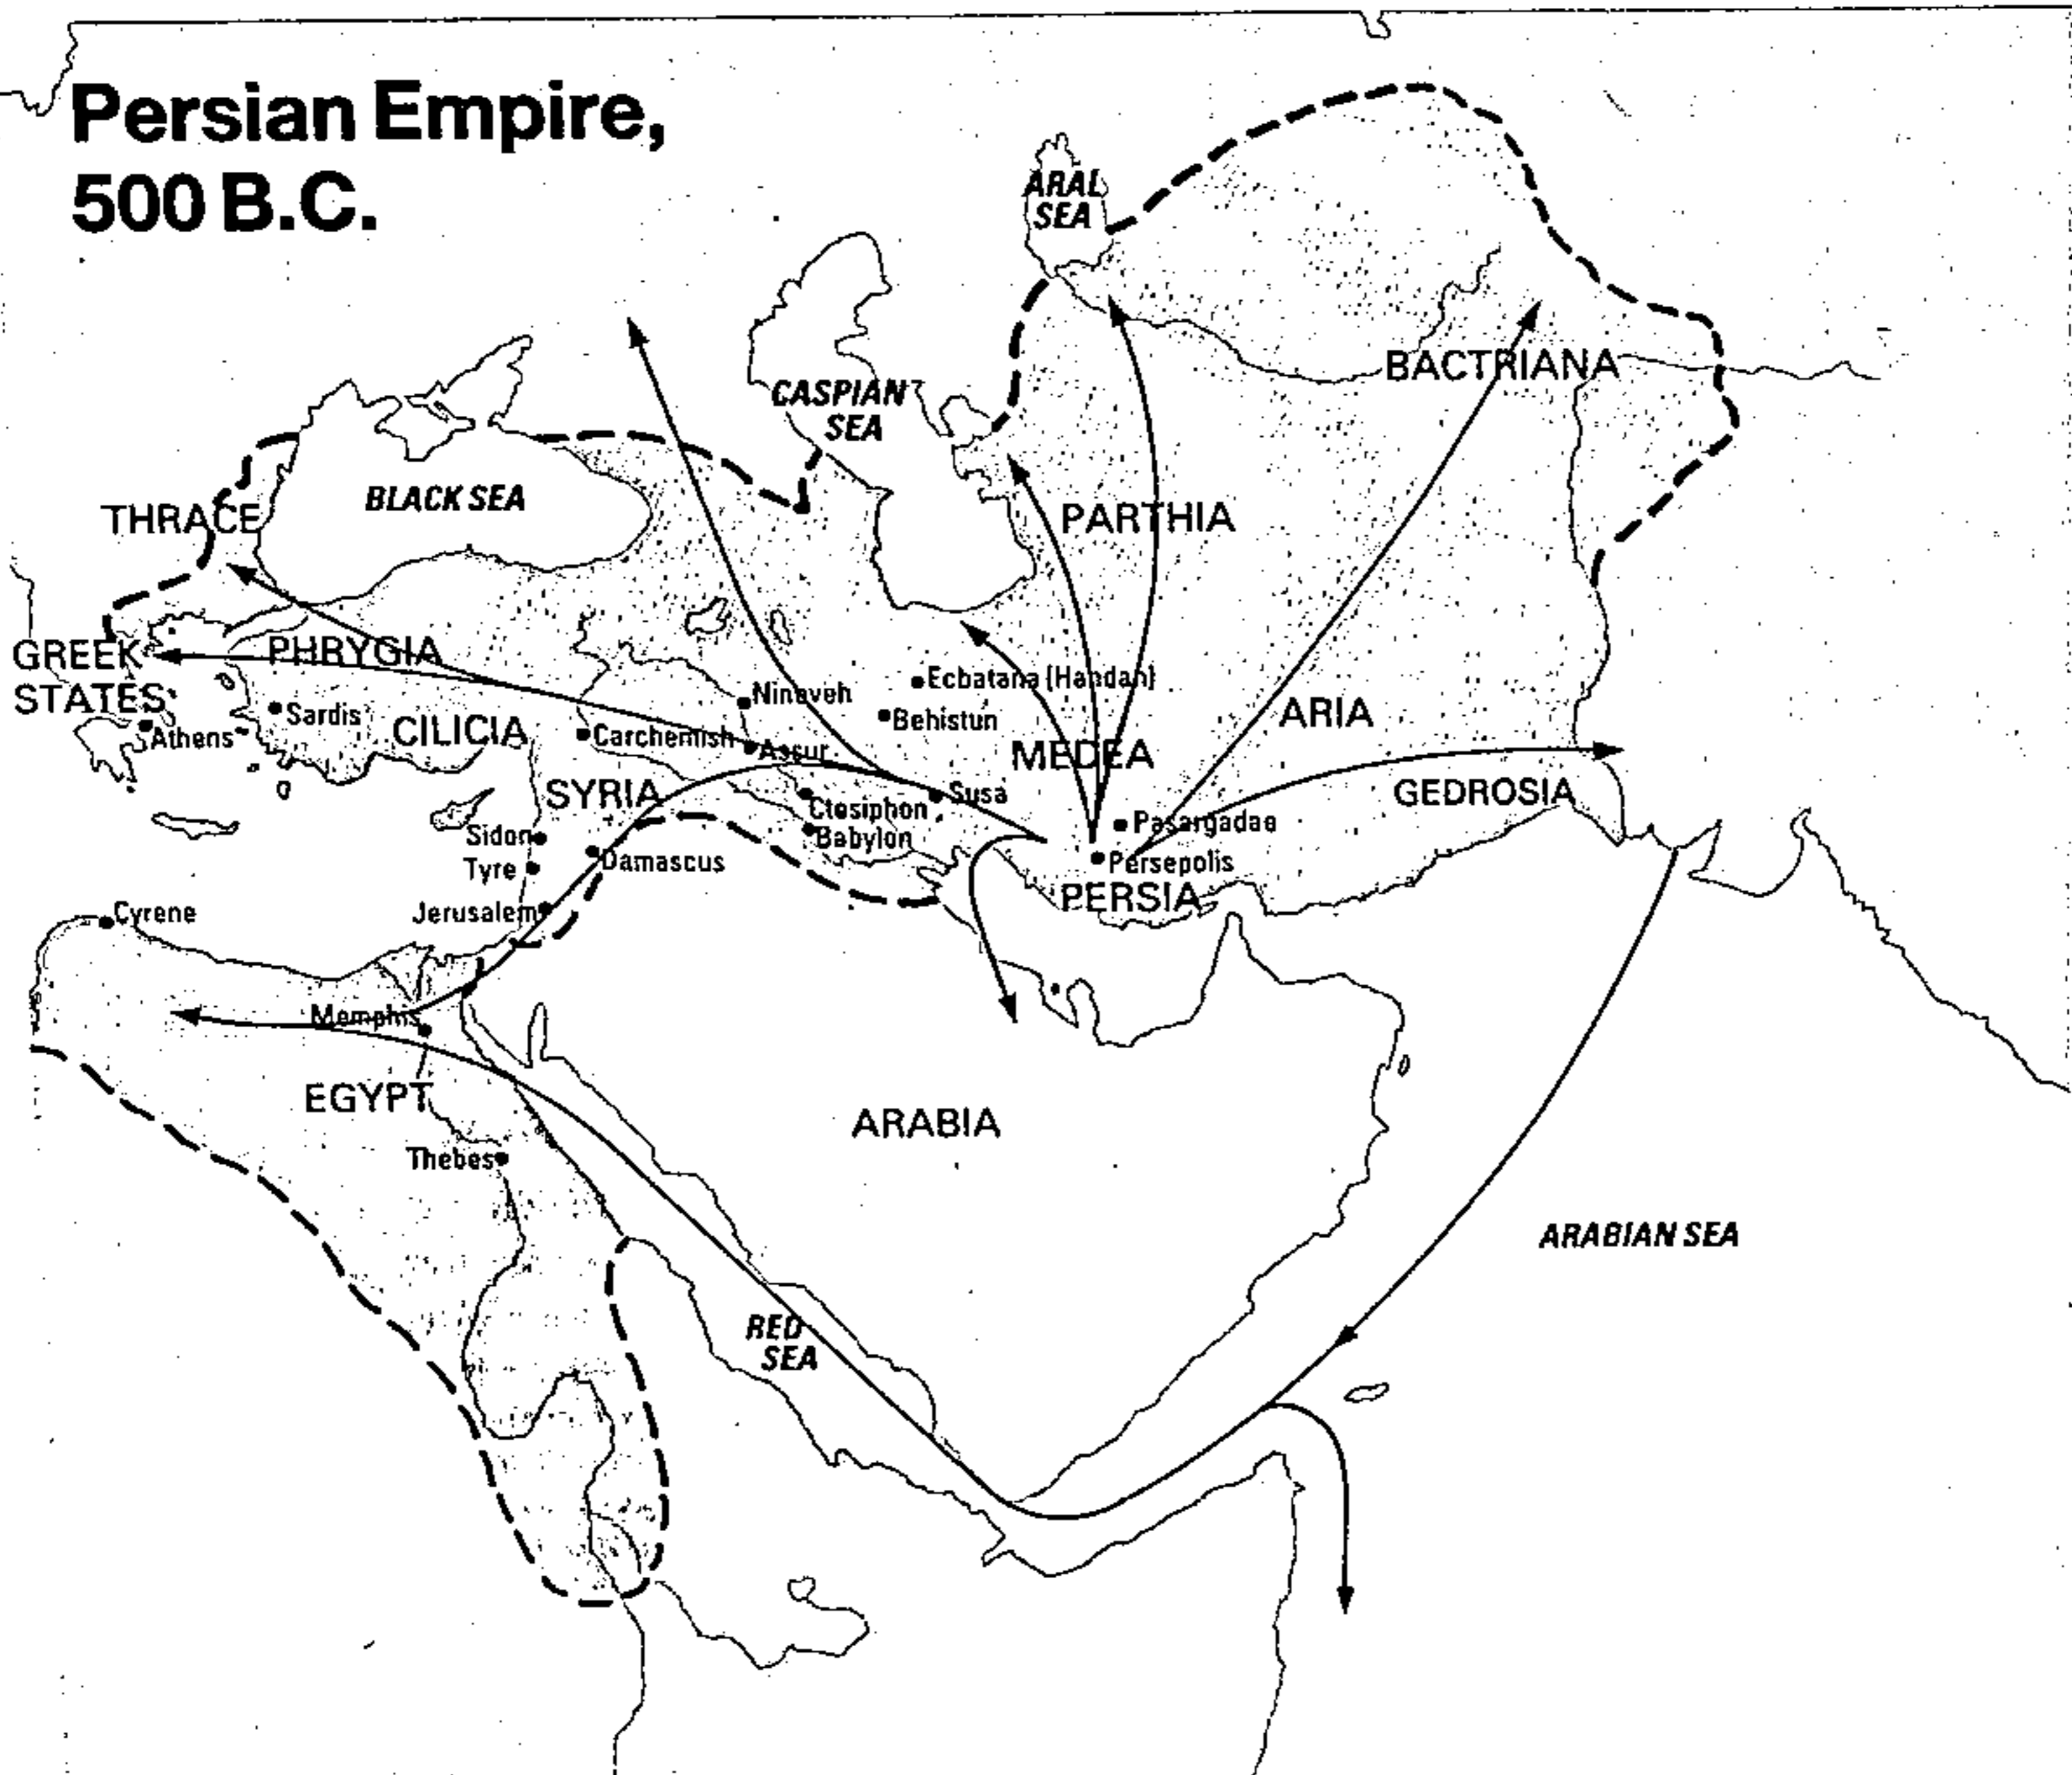 Persian Empire,
500 B.C.
ARAL
SEA
CASPIAN
SEA
BACTRIANA
BLACK SEA
THRACE
PARTHIA
GREEK
STATES
PHRYGIA
Ecbatana (Handah)
Nineveh
Behistun
ARIA
Sardis
CILICIA
Athens
Carchemish
Assur
MEDEA
SYRIA
Susa
GEDROSIA
Ctesiphon
Babylon
Pasargadae
Sidon
Tyre
Damascus
Persepolis
PERSIA
Cyrene
Jerusalem
Memphis
EGYPT
ARABIA
Thebes
ARABIAN SEA
RED
SEA